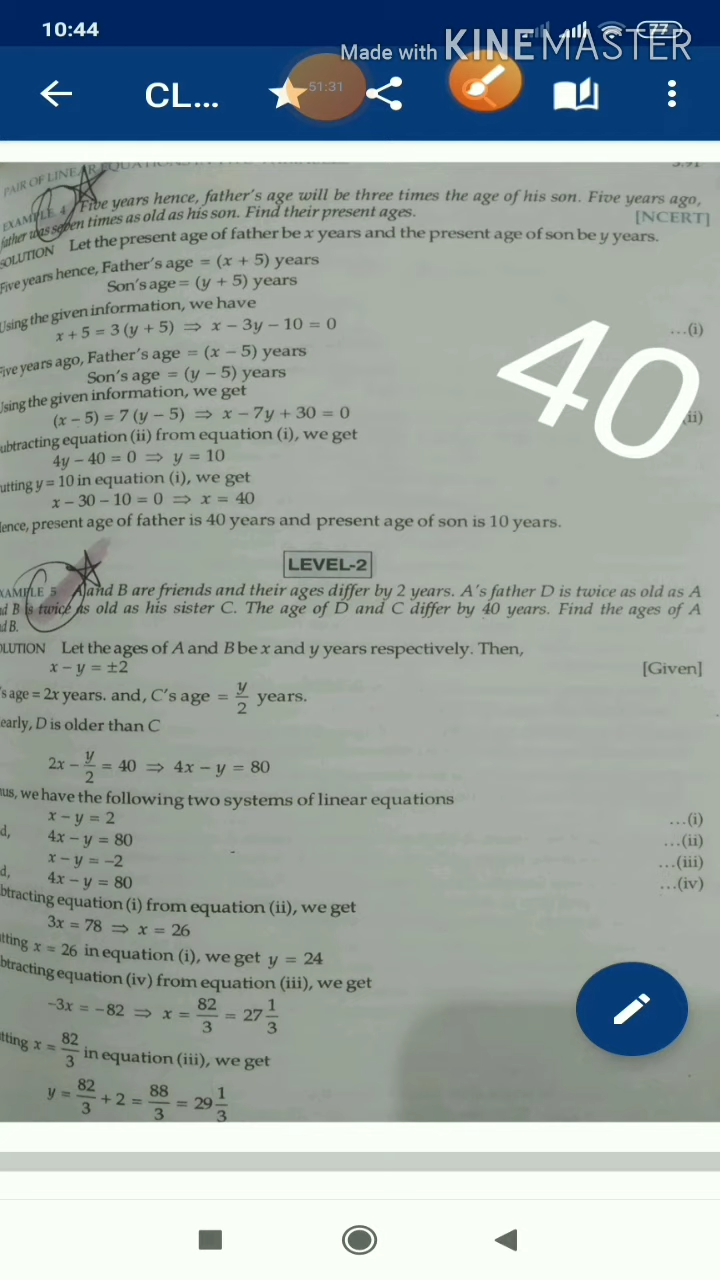 10:44
77
Made with KINEMASTER
CL...
51:31
PAIR OF LINEAR EQUATIONS IN TWO VARIABLES
3.91
EXAMPLE 4 Five years hence, father's age will be three times the age of his son. Five years ago,
father was seven times as old as his son. Find their present ages. [NCERT]
SOLUTION Let the present age of father be x years and the present age of son be y years.
Five years hence, Father's age = (x + 5) years
Son's age = (y + 5) years
Using the given information, we have
x + 5 = 3 (y + 5) ⇒ x − 3y − 10 = 0 ...(i)
Five years ago, Father's age = (x − 5) years
Son's age = (y − 5) years
Using the given information, we get
(x − 5) = 7 (y − 5) ⇒ x − 7y + 30 = 0 (ii)
40
ubtracting equation (ii) from equation (i), we get
4y − 40 = 0 ⇒ y = 10
utting y = 10 in equation (i), we get
x − 30 − 10 = 0 ⇒ x = 40
Hence, present age of father is 40 years and present age of son is 10 years.
LEVEL-2
XAMPLE 5 A and B are friends and their ages differ by 2 years. A's father D is twice as old as A
nd B is twice as old as his sister C. The age of D and C differ by 40 years. Find the ages of A
d B.
OLUTION Let the ages of A and B be x and y years respectively. Then,
x − y = ±2 [Given]
's age = 2x years. and, C's age = y/2 years.
early, D is older than C
2x − y/2 = 40 ⇒ 4x − y = 80
us, we have the following two systems of linear equations
x − y = 2 ...(i)
d, 4x − y = 80 ...(ii)
x − y = −2 ...(iii)
d, 4x − y = 80 ...(iv)
btracting equation (i) from equation (ii), we get
3x = 78 ⇒ x = 26
tting x = 26 in equation (i), we get y = 24
btracting equation (iv) from equation (iii), we get
−3x = −82 ⇒ x = 82/3 = 27 1/3
tting x = 82/3 in equation (iii), we get
y = 82/3 + 2 = 88/3 = 29 1/3